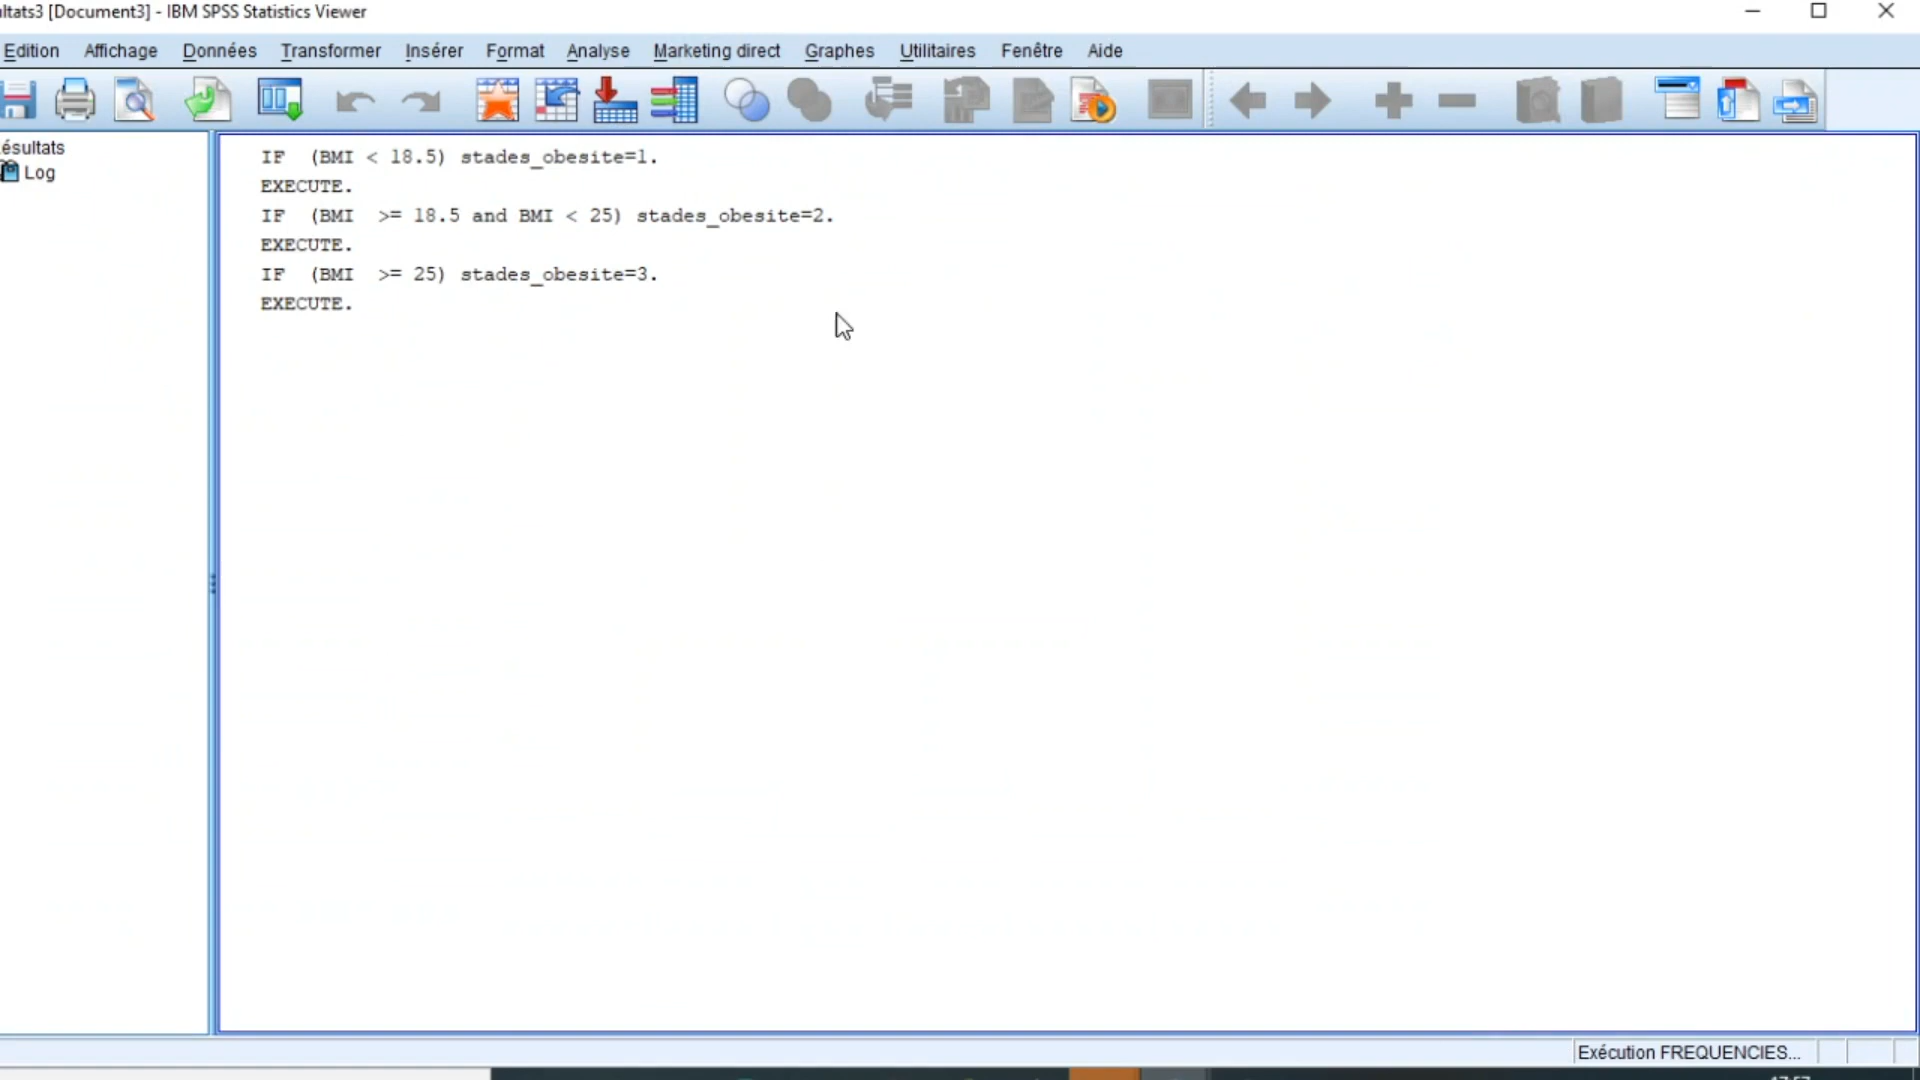 ltats3 [Document3] - IBM SPSS Statistics Viewer
Edition Affichage Données Transformer Insérer Format Analyse Marketing direct Graphes Utilitaires Fenêtre Aide
ésultats
Log
IF (BMI < 18.5) stades_obesite=1.
EXECUTE.
IF (BMI >= 18.5 and BMI < 25) stades_obesite=2.
EXECUTE.
IF (BMI >= 25) stades_obesite=3.
EXECUTE.
Exécution FREQUENCIES...